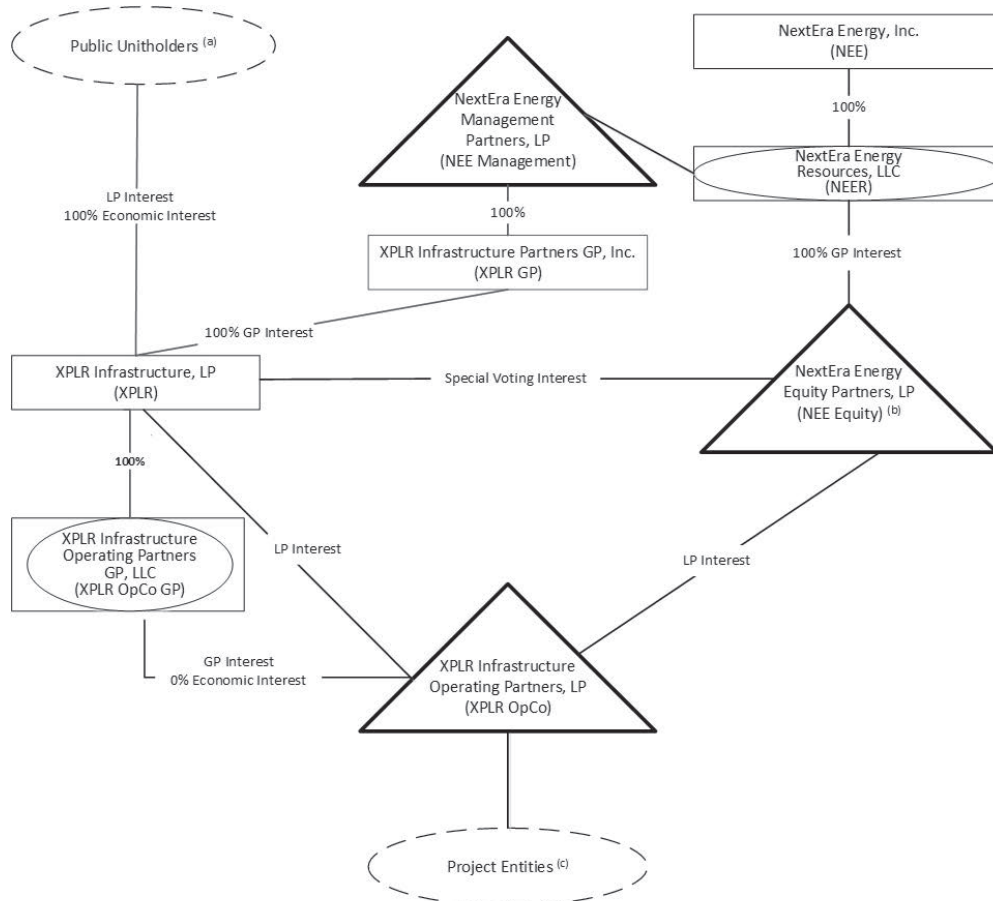 Public Unitholders (a)
NextEra Energy, Inc.
(NEE)
NextEra Energy
Management
Partners, LP
(NEE Management)
100%
NextEra Energy
Resources, LLC
(NEER)
LP Interest
100% Economic Interest
100%
XPLR Infrastructure Partners GP, Inc.
(XPLR GP)
100% GP Interest
100% GP Interest
XPLR Infrastructure, LP
(XPLR)
Special Voting Interest
NextEra Energy
Equity Partners, LP
(NEE Equity) (b)
100%
XPLR Infrastructure
Operating Partners
GP, LLC
(XPLR OpCo GP)
LP Interest
LP Interest
GP Interest
0% Economic Interest
XPLR Infrastructure
Operating Partners, LP
(XPLR OpCo)
Project Entities (c)